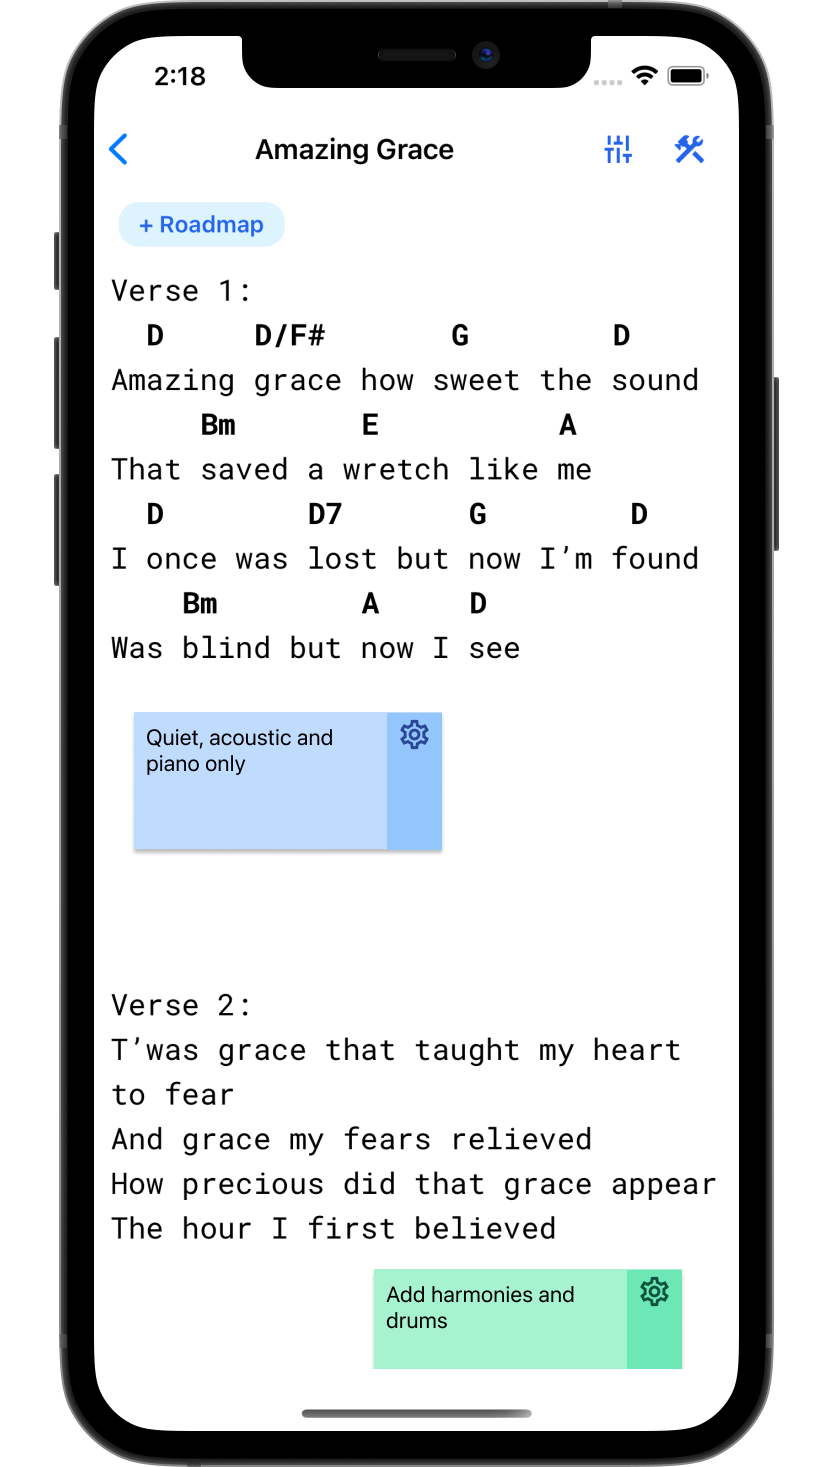 2:18
Amazing Grace
+ Roadmap
Verse 1:
D D/F# G D
Amazing grace how sweet the sound
Bm E A
That saved a wretch like me
D D7 G D
I once was lost but now I’m found
Bm A D
Was blind but now I see
Quiet, acoustic and
piano only
Verse 2:
T’was grace that taught my heart
to fear
And grace my fears relieved
How precious did that grace appear
The hour I first believed
Add harmonies and
drums